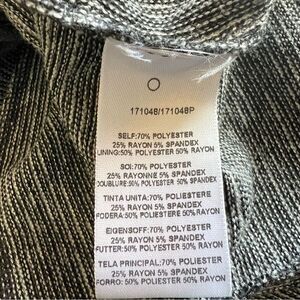 171048/171048P
SELF:70% POLYESTER
25% RAYON 5% SPANDEX
LINING:50% POLYESTER 50% RAYON
SOI:70% POLYESTER
25% RAYONNE 5% SPANDEX
DOUBLURE:50% POLYESTER 50% SPANDEX
TINTA UNITA:70% POLIESTERE
25% RAYON 5% SPANDEX
FODERA:50% POLIESTERE 50%RAYON
EIGENSOFF:70% POLYESTER
25% RAYON 5% SPANDEX
FUTTER:50% POLYESTER 50% RAYON
TELA PRINCIPAL:70% POLIESTER
25% RAYON 5% SPANDEX
FORRO: 50% POLIESTER 50% RAYON